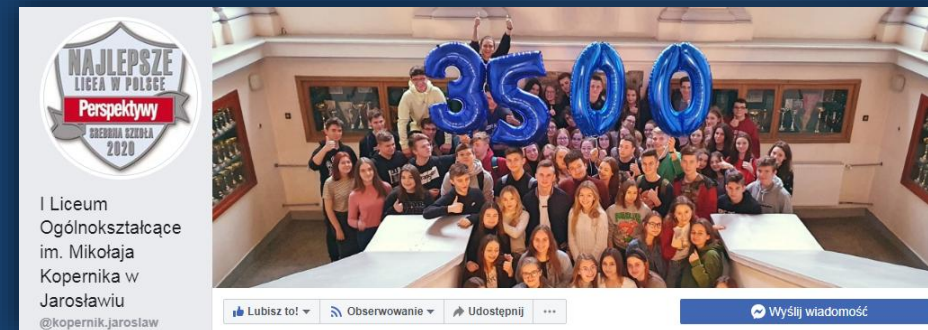 NAJLEPSZE
LICEA W POLSCE
Perspektywy
SREBRNA SZKOŁA
2020
3500
I Liceum
Ogólnokształcące
im. Mikołaja
Kopernika w
Jarosławiu
@kopernik.jaroslaw
Lubisz to!
Obserwowanie
Udostępnij
Wyślij wiadomość